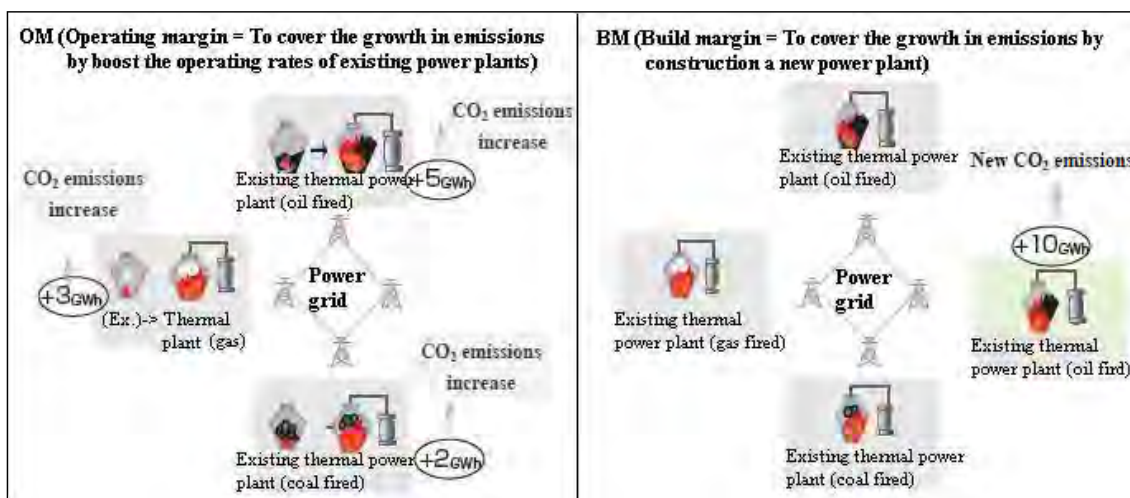 OM (Operating margin = To cover the growth in emissions
by boost the operating rates of existing power plants)
CO₂ emissions
increase
Existing thermal power
plant (oil fired)
+5GWh
CO₂ emissions
increase
+3GWh
(Ex.)-> Thermal
plant (gas)
Power
grid
CO₂ emissions
increase
Existing thermal power
plant (coal fired)
+2GWh
BM (Build margin = To cover the growth in emissions by
construction a new power plant)
Existing thermal power
plant (oil fired)
New CO₂ emissions
+10GWh
Existing thermal
power plant (gas fired)
Power
grid
Existing thermal
power plant (oil fird)
Existing thermal power
plant (coal fired)